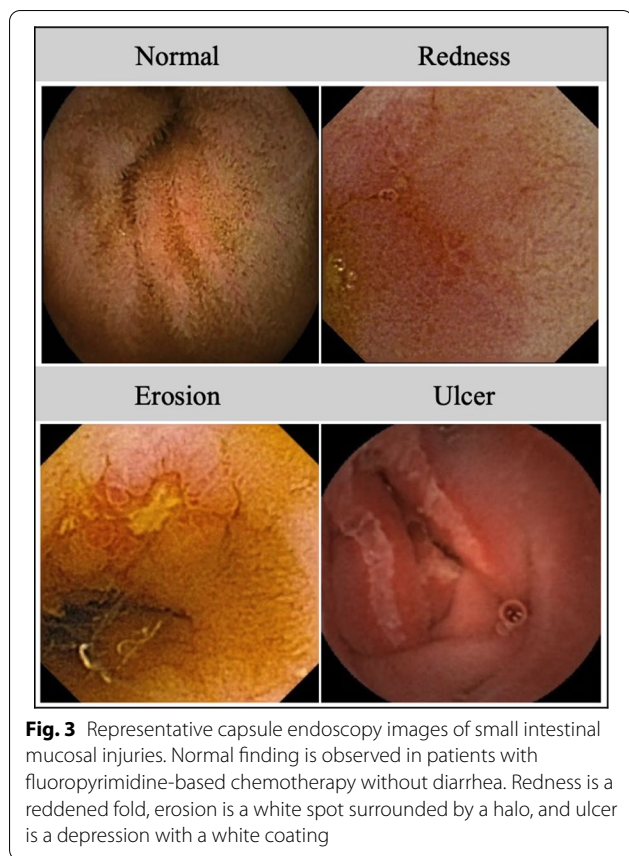 Normal
Redness
Erosion
Ulcer
Fig. 3 Representative capsule endoscopy images of small intestinal
mucosal injuries. Normal finding is observed in patients with
fluoropyrimidine-based chemotherapy without diarrhea. Redness is a
reddened fold, erosion is a white spot surrounded by a halo, and ulcer
is a depression with a white coating